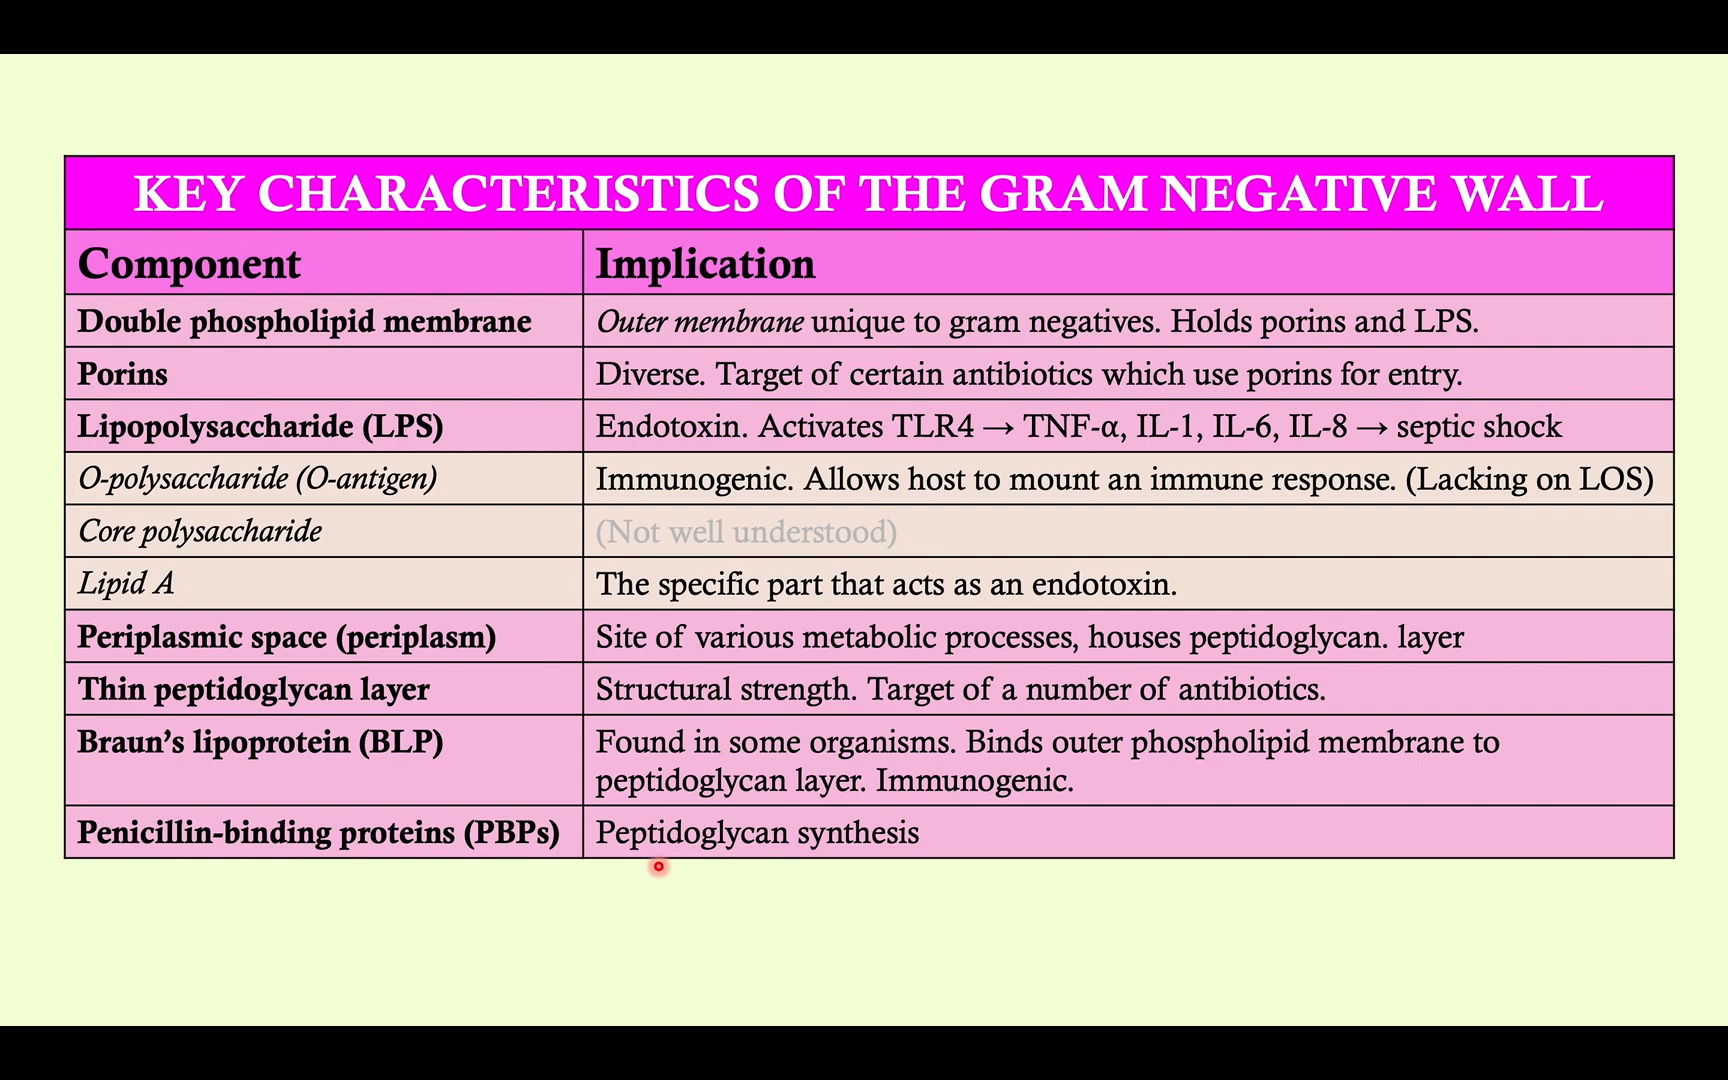 KEY CHARACTERISTICS OF THE GRAM NEGATIVE WALL
Component Implication
Double phospholipid membrane Outer membrane unique to gram negatives. Holds porins and LPS.
Porins Diverse. Target of certain antibiotics which use porins for entry.
Lipopolysaccharide (LPS) Endotoxin. Activates TLR4 → TNF-α, IL-1, IL-6, IL-8 → septic shock
O-polysaccharide (O-antigen) Immunogenic. Allows host to mount an immune response. (Lacking on LOS)
Core polysaccharide (Not well understood)
Lipid A The specific part that acts as an endotoxin.
Periplasmic space (periplasm) Site of various metabolic processes, houses peptidoglycan. layer
Thin peptidoglycan layer Structural strength. Target of a number of antibiotics.
Braun’s lipoprotein (BLP) Found in some organisms. Binds outer phospholipid membrane to
peptidoglycan layer. Immunogenic.
Penicillin-binding proteins (PBPs) Peptidoglycan synthesis